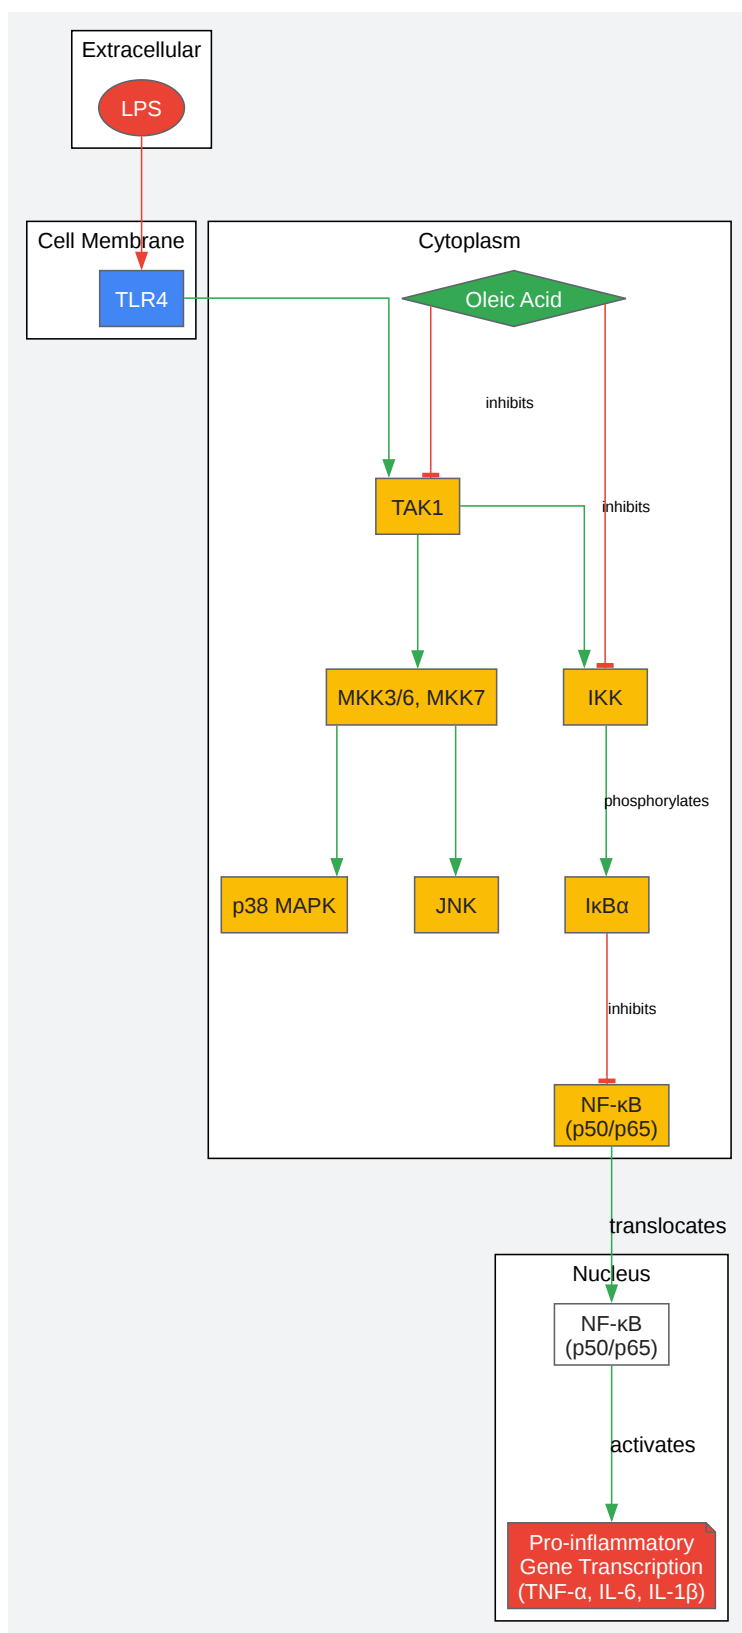 Extracellular
LPS
Cell Membrane
TLR4
Cytoplasm
Oleic Acid
inhibits
TAK1
inhibits
MKK3/6, MKK7
IKK
phosphorylates
p38 MAPK
JNK
IκBα
inhibits
NF-κB
(p50/p65)
translocates
Nucleus
NF-κB
(p50/p65)
activates
Pro-inflammatory
Gene Transcription
(TNF-α, IL-6, IL-1β)